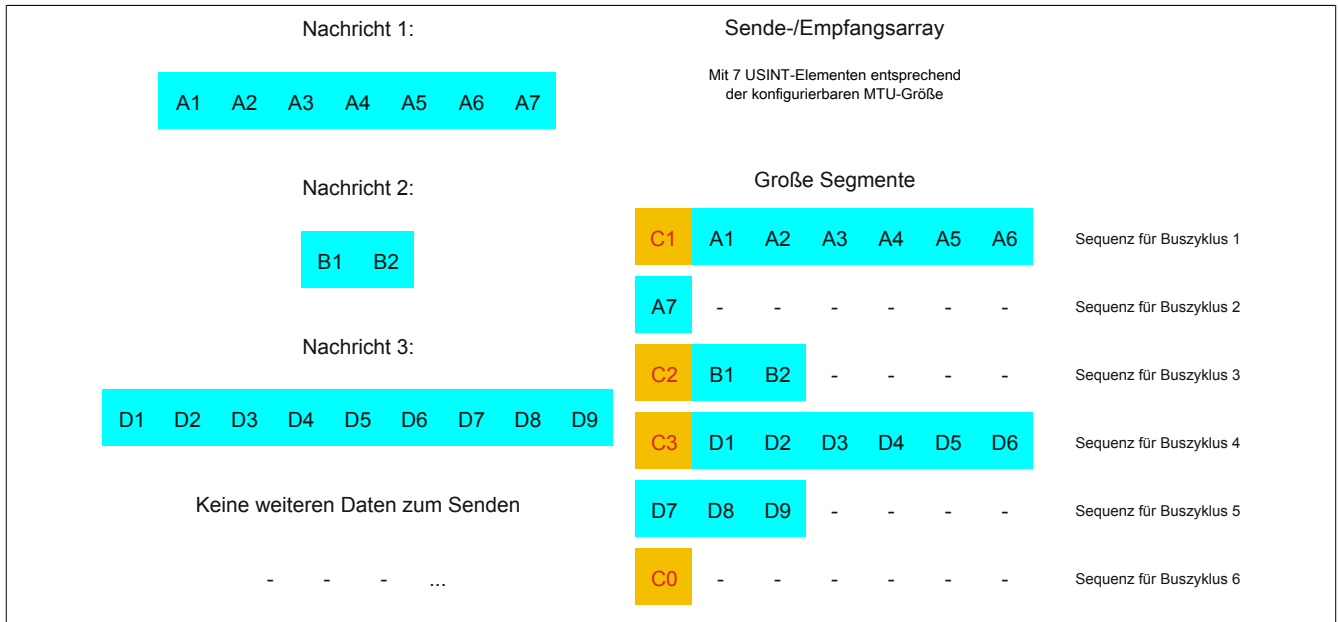 Nachricht 1:
A1 A2 A3 A4 A5 A6 A7
Nachricht 2:
B1 B2
Nachricht 3:
D1 D2 D3 D4 D5 D6 D7 D8 D9
Keine weiteren Daten zum Senden
- - - ...
Sende-/Empfangsarray
Mit 7 USINT-Elementen entsprechend
der konfigurierbaren MTU-Größe
Große Segmente
C1 A1 A2 A3 A4 A5 A6 Sequenz für Buszyklus 1
A7 - - - - - - Sequenz für Buszyklus 2
C2 B1 B2 - - - - Sequenz für Buszyklus 3
C3 D1 D2 D3 D4 D5 D6 Sequenz für Buszyklus 4
D7 D8 D9 - - - - Sequenz für Buszyklus 5
C0 - - - - - - Sequenz für Buszyklus 6